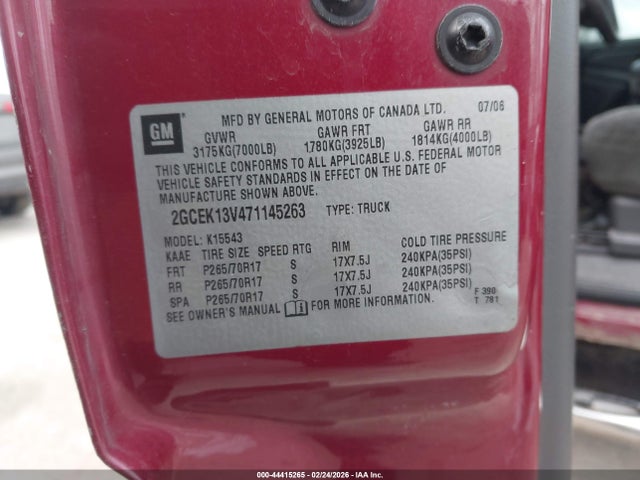 GM
MFD BY GENERAL MOTORS OF CANADA LTD. 07/06
GVWR GAWR FRT GAWR RR
3175KG(7000LB) 1780KG(3925LB) 1814KG(4000LB)
THIS VEHICLE CONFORMS TO ALL APPLICABLE U.S. FEDERAL MOTOR
VEHICLE SAFETY STANDARDS IN EFFECT ON THE DATE OF
MANUFACTURE SHOWN ABOVE.
2GCEK13V471145263 TYPE: TRUCK
MODEL: K15543
KAAE TIRE SIZE SPEED RTG RIM COLD TIRE PRESSURE
FRT P265/70R17 S 17X7.5J 240KPA(35PSI)
RR P265/70R17 S 17X7.5J 240KPA(35PSI)
SPA P265/70R17 S 17X7.5J 240KPA(35PSI)
SEE OWNER'S MANUAL FOR MORE INFORMATION.
F 390
T 781
000-44415265 - 02/24/2026 - IAAI.COM